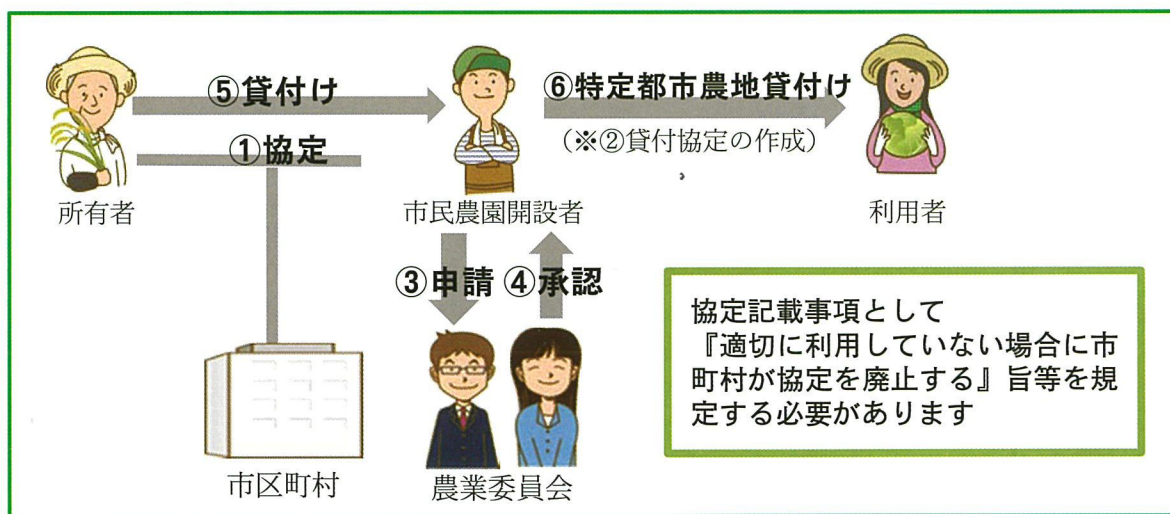 ⑤貸付け
①協定
⑥特定都市農地貸付け
（※②貸付協定の作成）
所有者
市民農園開設者
利用者
③申請
④承認
協定記載事項として
『適切に利用していない場合に市
町村が協定を廃止する』旨等を規
定する必要があります
市区町村
農業委員会